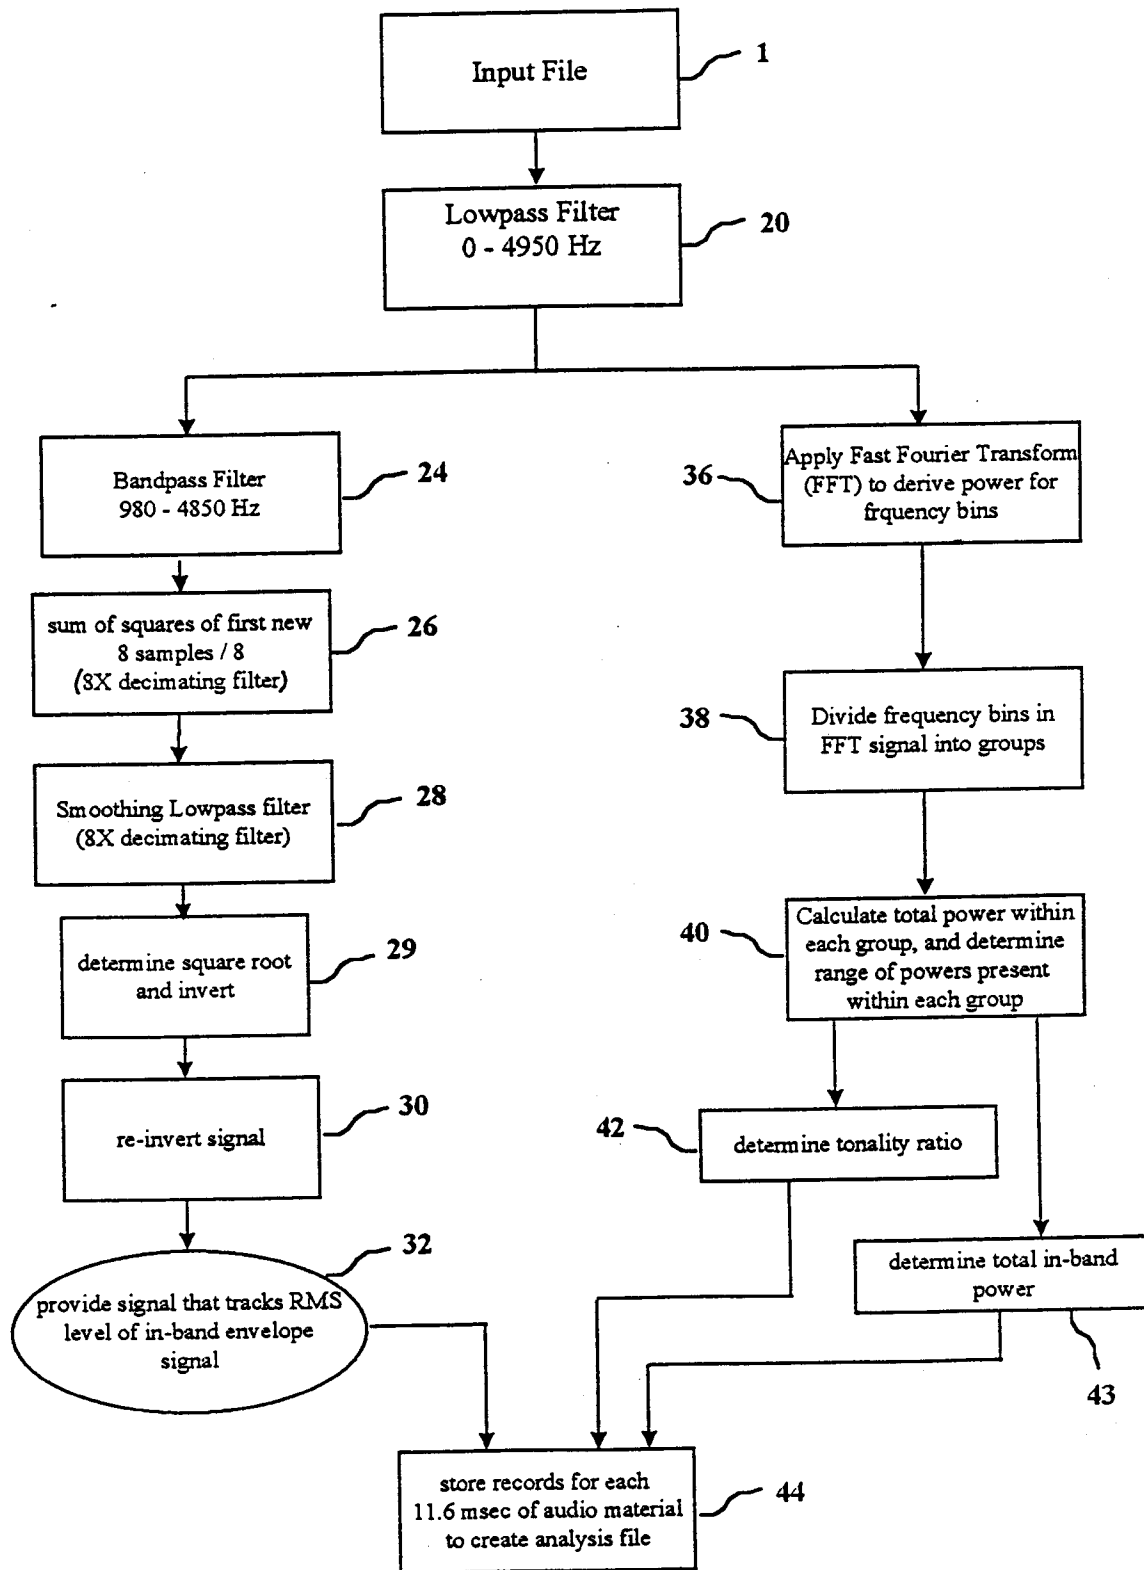 Input File
1
Lowpass Filter
0 - 4950 Hz
20
Bandpass Filter
980 - 4850 Hz
24
sum of squares of first new
8 samples / 8
(8X decimating filter)
26
Smoothing Lowpass filter
(8X decimating filter)
28
determine square root
and invert
29
re-invert signal
30
provide signal that tracks RMS
level of in-band envelope
signal
32
Apply Fast Fourier Transform
(FFT) to derive power for
frquency bins
36
Divide frequency bins in
FFT signal into groups
38
Calculate total power within
each group, and determine
range of powers present
within each group
40
determine tonality ratio
42
determine total in-band
power
43
store records for each
11.6 msec of audio material
to create analysis file
44